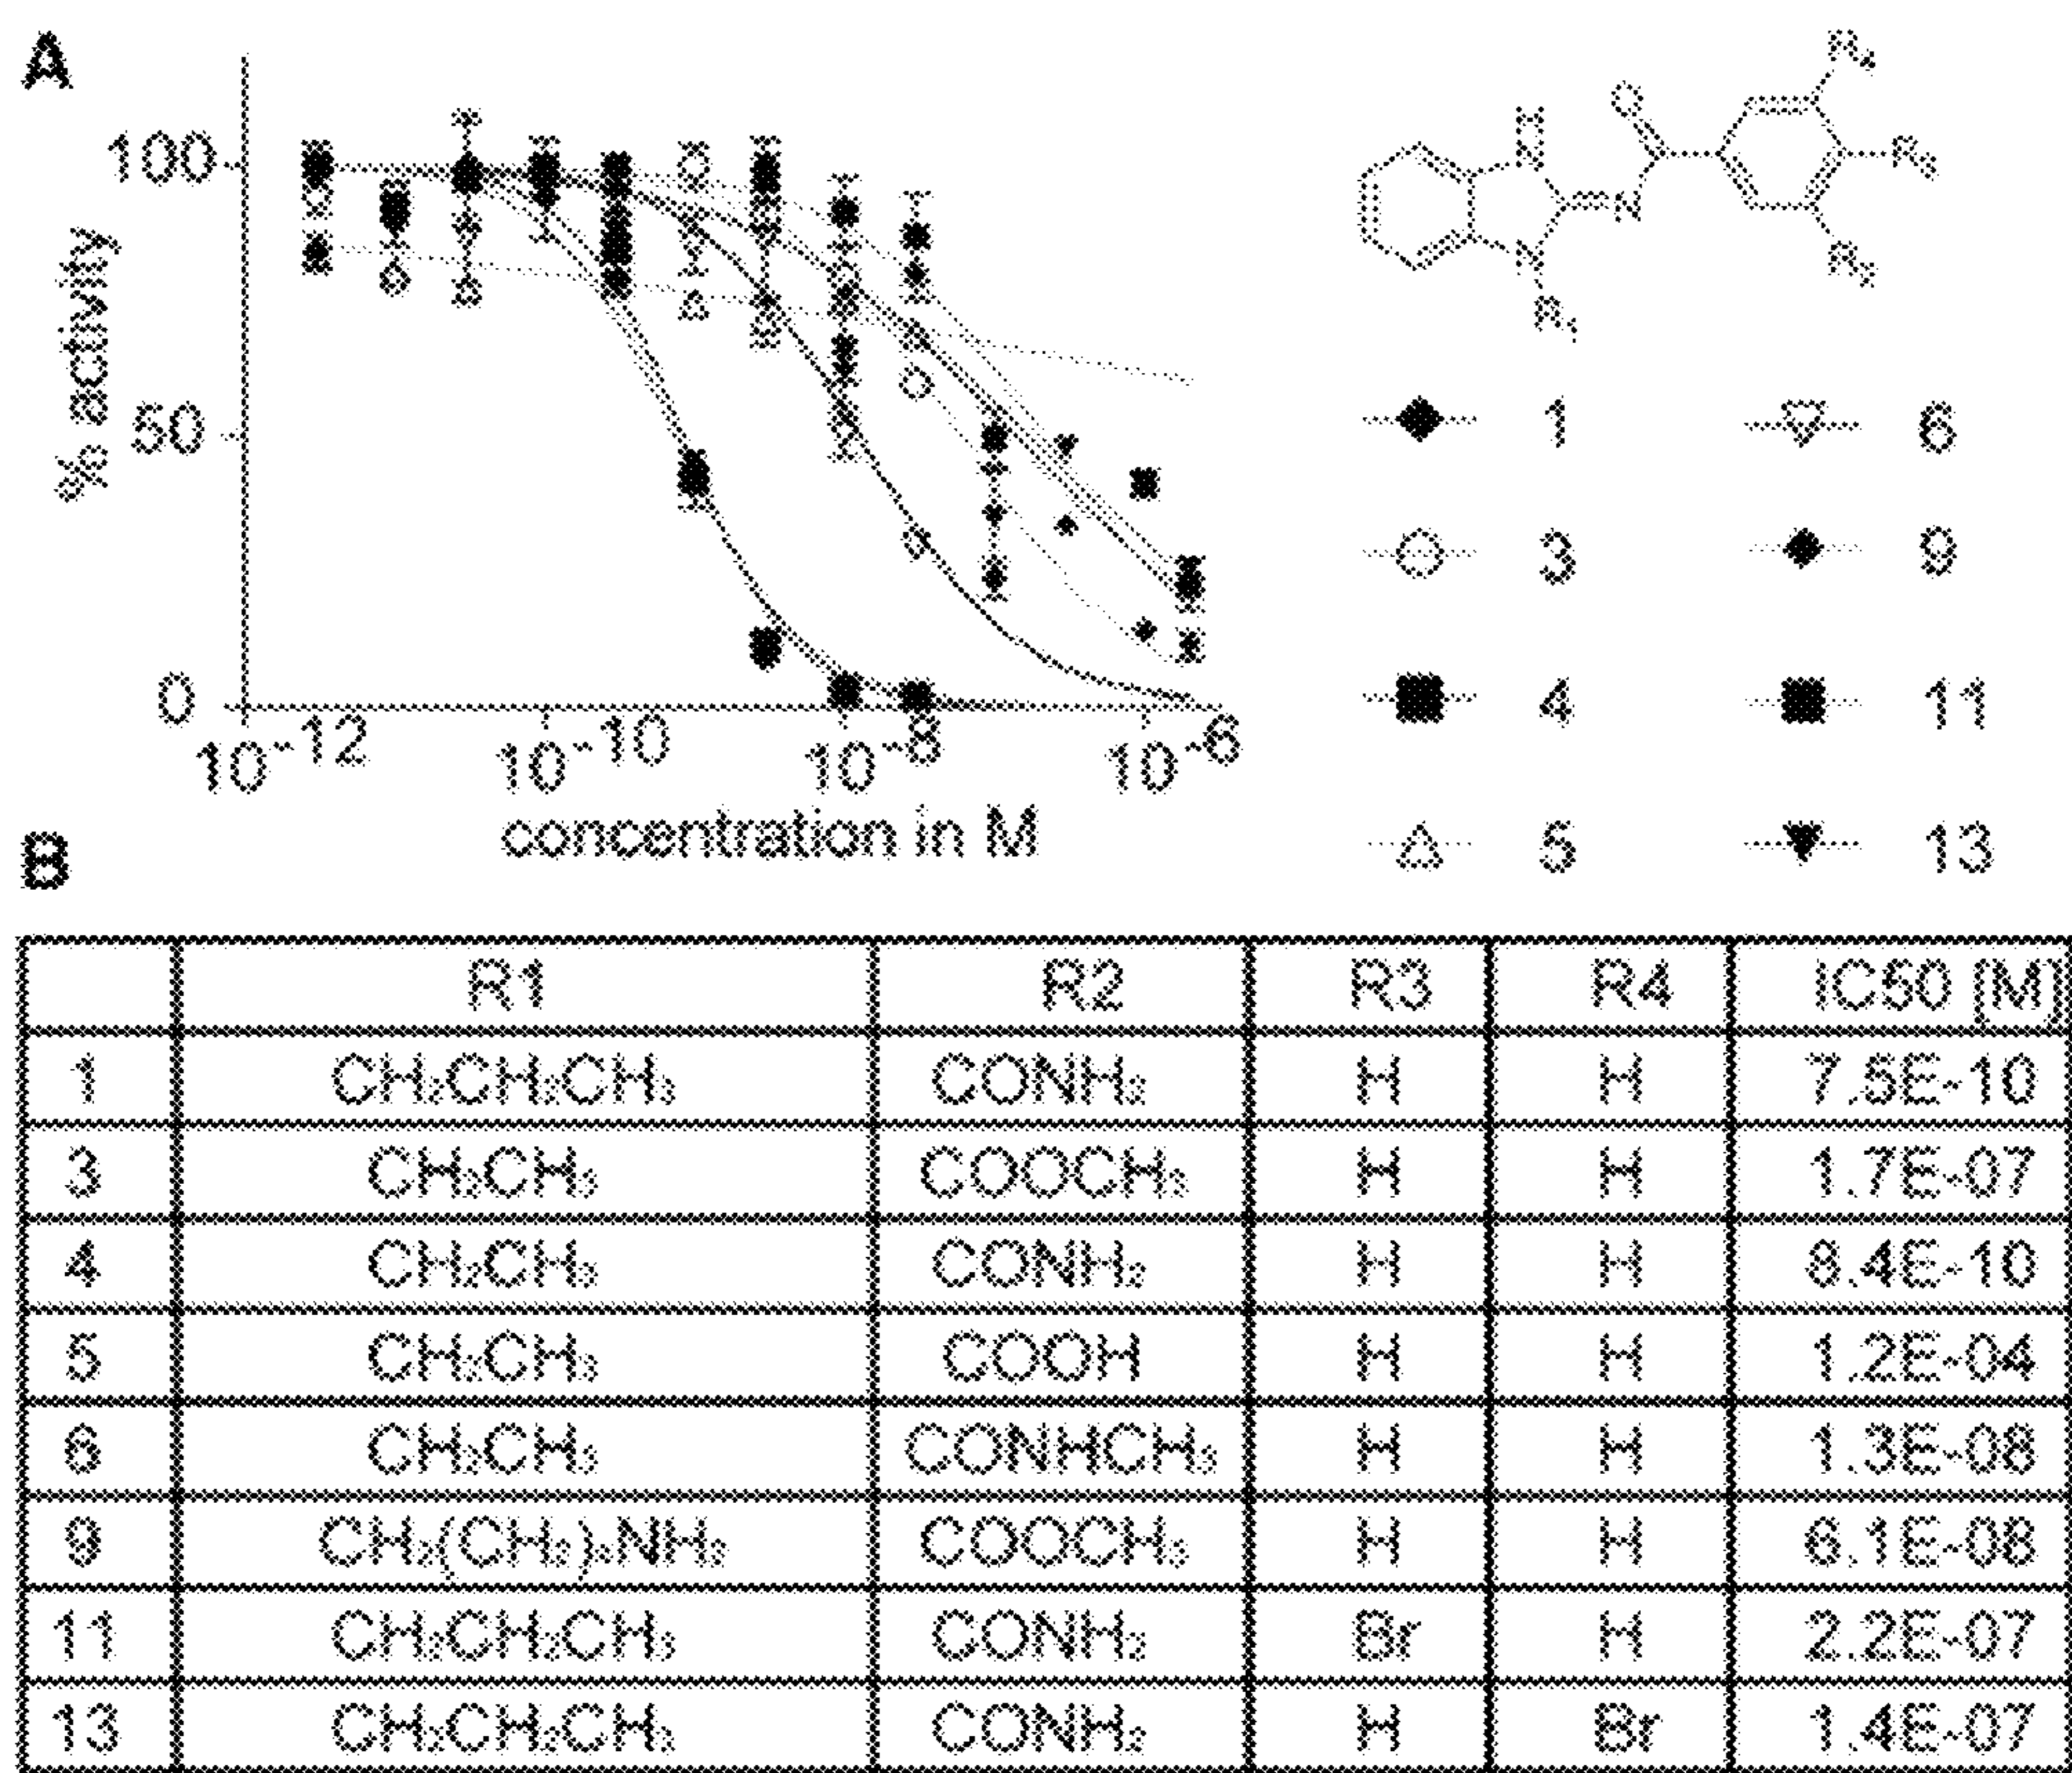 A
100
50
0
% activity
10-12 10-10 10-8 10-6
concentration in M
R4
O
NH
R3
N
N
R2
R1
1 6
3 9
4 11
5 13
B
R1 R2 R3 R4 IC50 [M]
1 CH2CH2CH3 CONH2 H H 7.5E-10
3 CH2CH3 COOCH3 H H 1.7E-07
4 CH2CH3 CONH2 H H 8.4E-10
5 CH2CH3 COOH H H 1.2E-04
6 CH2CH3 CONHCH3 H H 1.3E-08
9 COOCH3 H H 6.1E-08
11 CH2CH2CH3 CONH2 Br H 2.2E-07
13 CH2CH2CH3 CONH2 H Br 1.4E-07